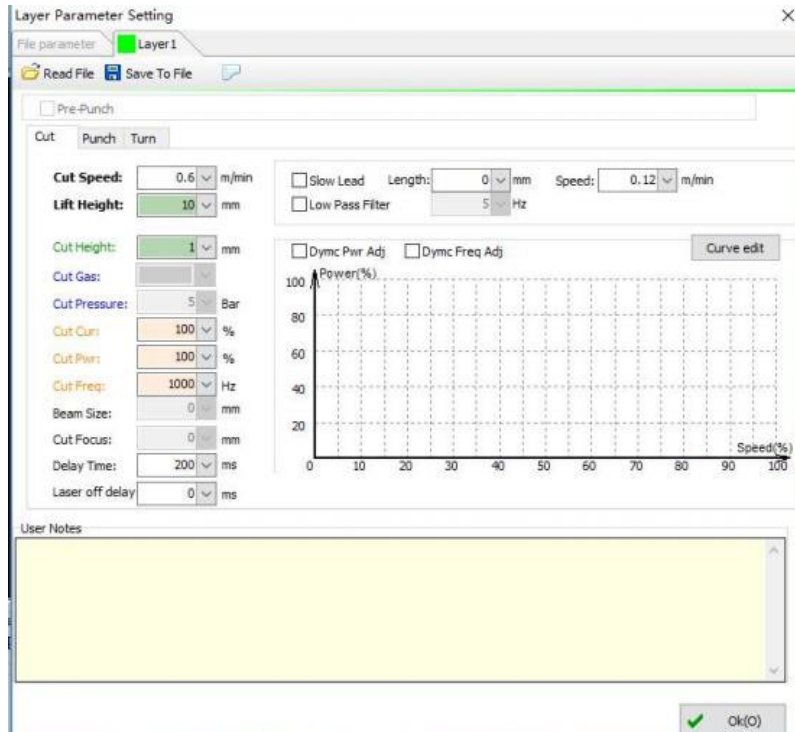 Layer Parameter Setting
File parameter Layer1
Read File Save To File
Pre-Punch
Cut Punch Turn
Cut Speed: 0.6 m/min
Lift Height: 10 mm
Slow Lead Length: 0 mm Speed: 0.12 m/min
Low Pass Filter 5 Hz
Cut Height: 1 mm
Cut Gas:
Cut Pressure: 5 Bar
Cut Cur: 100 %
Cut Pwr: 100 %
Cut Freq: 1000 Hz
Beam Size: 0 mm
Cut Focus: 0 mm
Delay Time: 200 ms
Laser off delay 0 ms
Dymc Pwr Adj Dymc Freq Adj Curve edit
Power(%)
100
80
60
40
20
Speed(%)
0 10 20 30 40 50 60 70 80 90 100
User Notes
Ok(O)